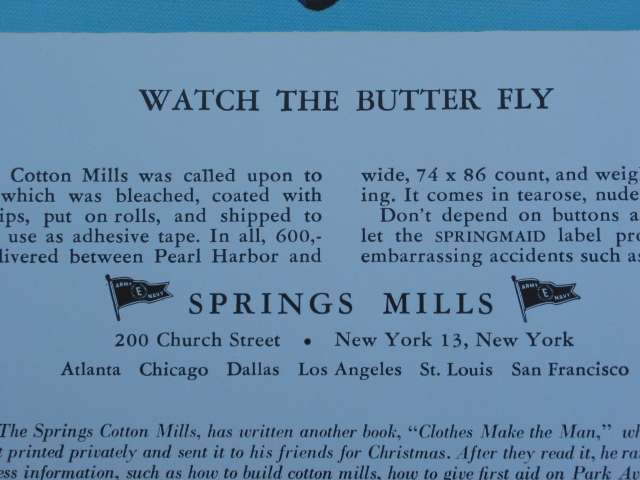 WATCH THE BUTTER FLY
Cotton Mills was called upon to
which was bleached, coated with
ips, put on rolls, and shipped to
use as adhesive tape. In all, 600,-
livered between Pearl Harbor and
wide, 74 x 86 count, and weig
ing. It comes in tearose, nude
Don't depend on buttons a
let the SPRINGMAID label pro
embarrassing accidents such as
ARMY E NAVY
SPRINGS MILLS
ARMY E NAVY
200 Church Street • New York 13, New York
Atlanta Chicago Dallas Los Angeles St. Louis San Francisco
The Springs Cotton Mills, has written another book, “Clothes Make the Man,” wh
t printed privately and sent it to his friends for Christmas. After they read it, he ra
ess information, such as how to build cotton mills, how to give first aid on Park Av